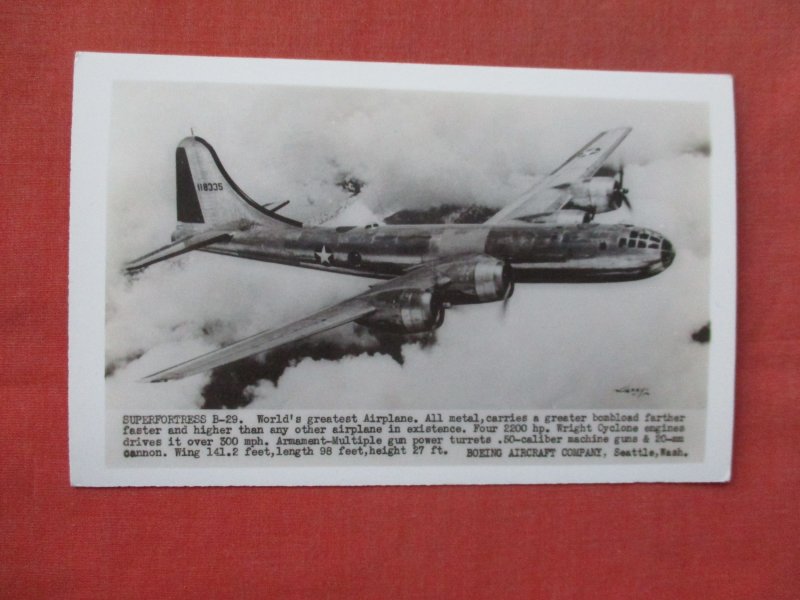 118335
SUPERFORTRESS B-29. World's greatest Airplane. All metal,carries a greater bombload farther
faster and higher than any other airplane in existence. Four 2200 hp. Wright Cyclone engines
drives it over 300 mph. Armament-Multiple gun power turrets .50-caliber machine guns & 20-mm
cannon. Wing 141.2 feet,length 98 feet,height 27 ft. BOEING AIRCRAFT COMPANY, Seattle,Wash.